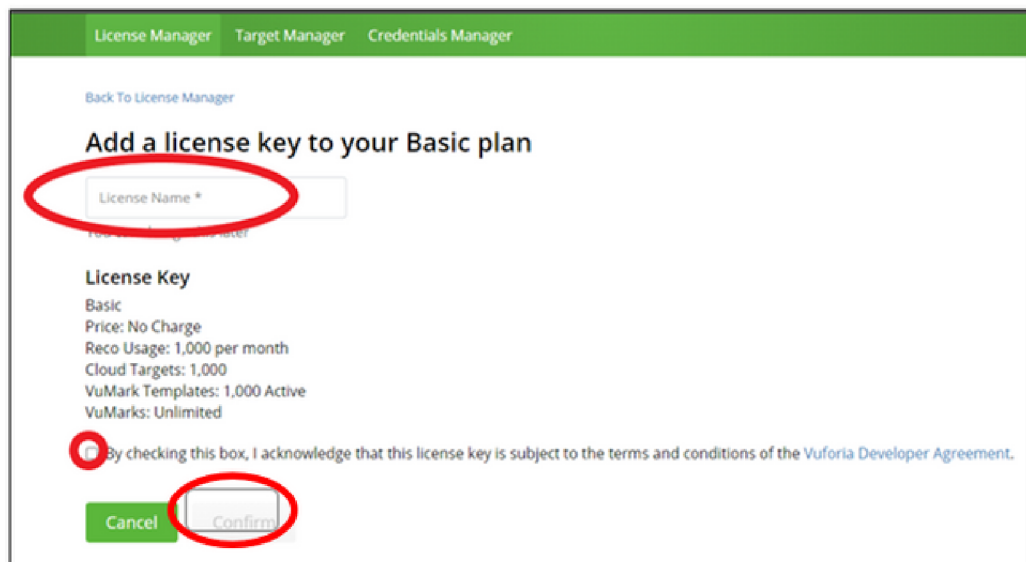 License Manager Target Manager Credentials Manager
Back To License Manager
Add a license key to your Basic plan
License Name *
later
License Key
Basic
Price: No Charge
Reco Usage: 1,000 per month
Cloud Targets: 1,000
VuMark Templates: 1,000 Active
VuMarks: Unlimited
By checking this box, I acknowledge that this license key is subject to the terms and conditions of the Vuforia Developer Agreement.
Cancel Confirm